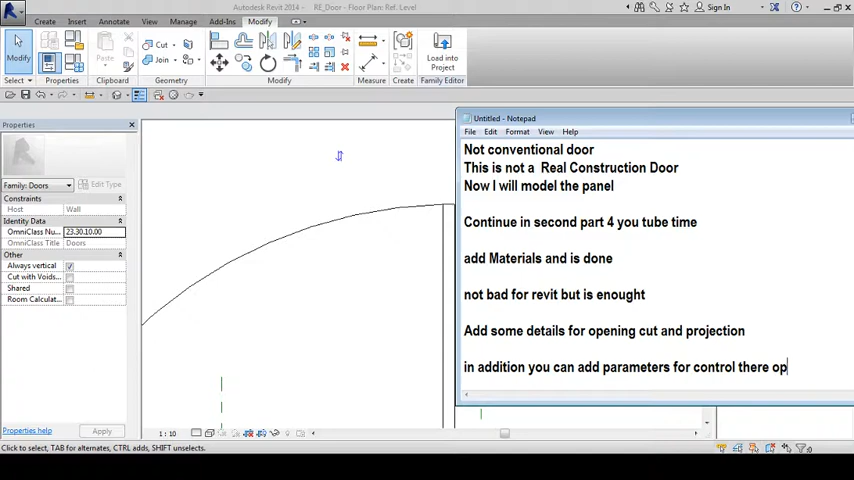 Autodesk Revit 2014 - RE_Door - Floor Plan: Ref. Level
Sign In
Create Insert Annotate View Manage Add-Ins Modify
Modify
Cut
Join
Paste
Load into
Project
Select Properties Clipboard Geometry Modify Measure Create Family Editor
Properties
Family: Doors
Edit Type
Constraints
Host Wall
Identity Data
OmniClass Nu... 23.30.10.00
OmniClass Title Doors
Other
Always vertical
Cut with Voids...
Shared
Room Calculat...
Properties help
Apply
Untitled - Notepad
File Edit Format View Help
Not conventional door
This is not a Real Construction Door
Now I will model the panel
Continue in second part 4 you tube time
add Materials and is done
not bad for revit but is enought
Add some details for opening cut and projection
in addition you can add parameters for control there op
1 : 10
Click to select, TAB for alternates, CTRL adds, SHIFT unselects.
:0